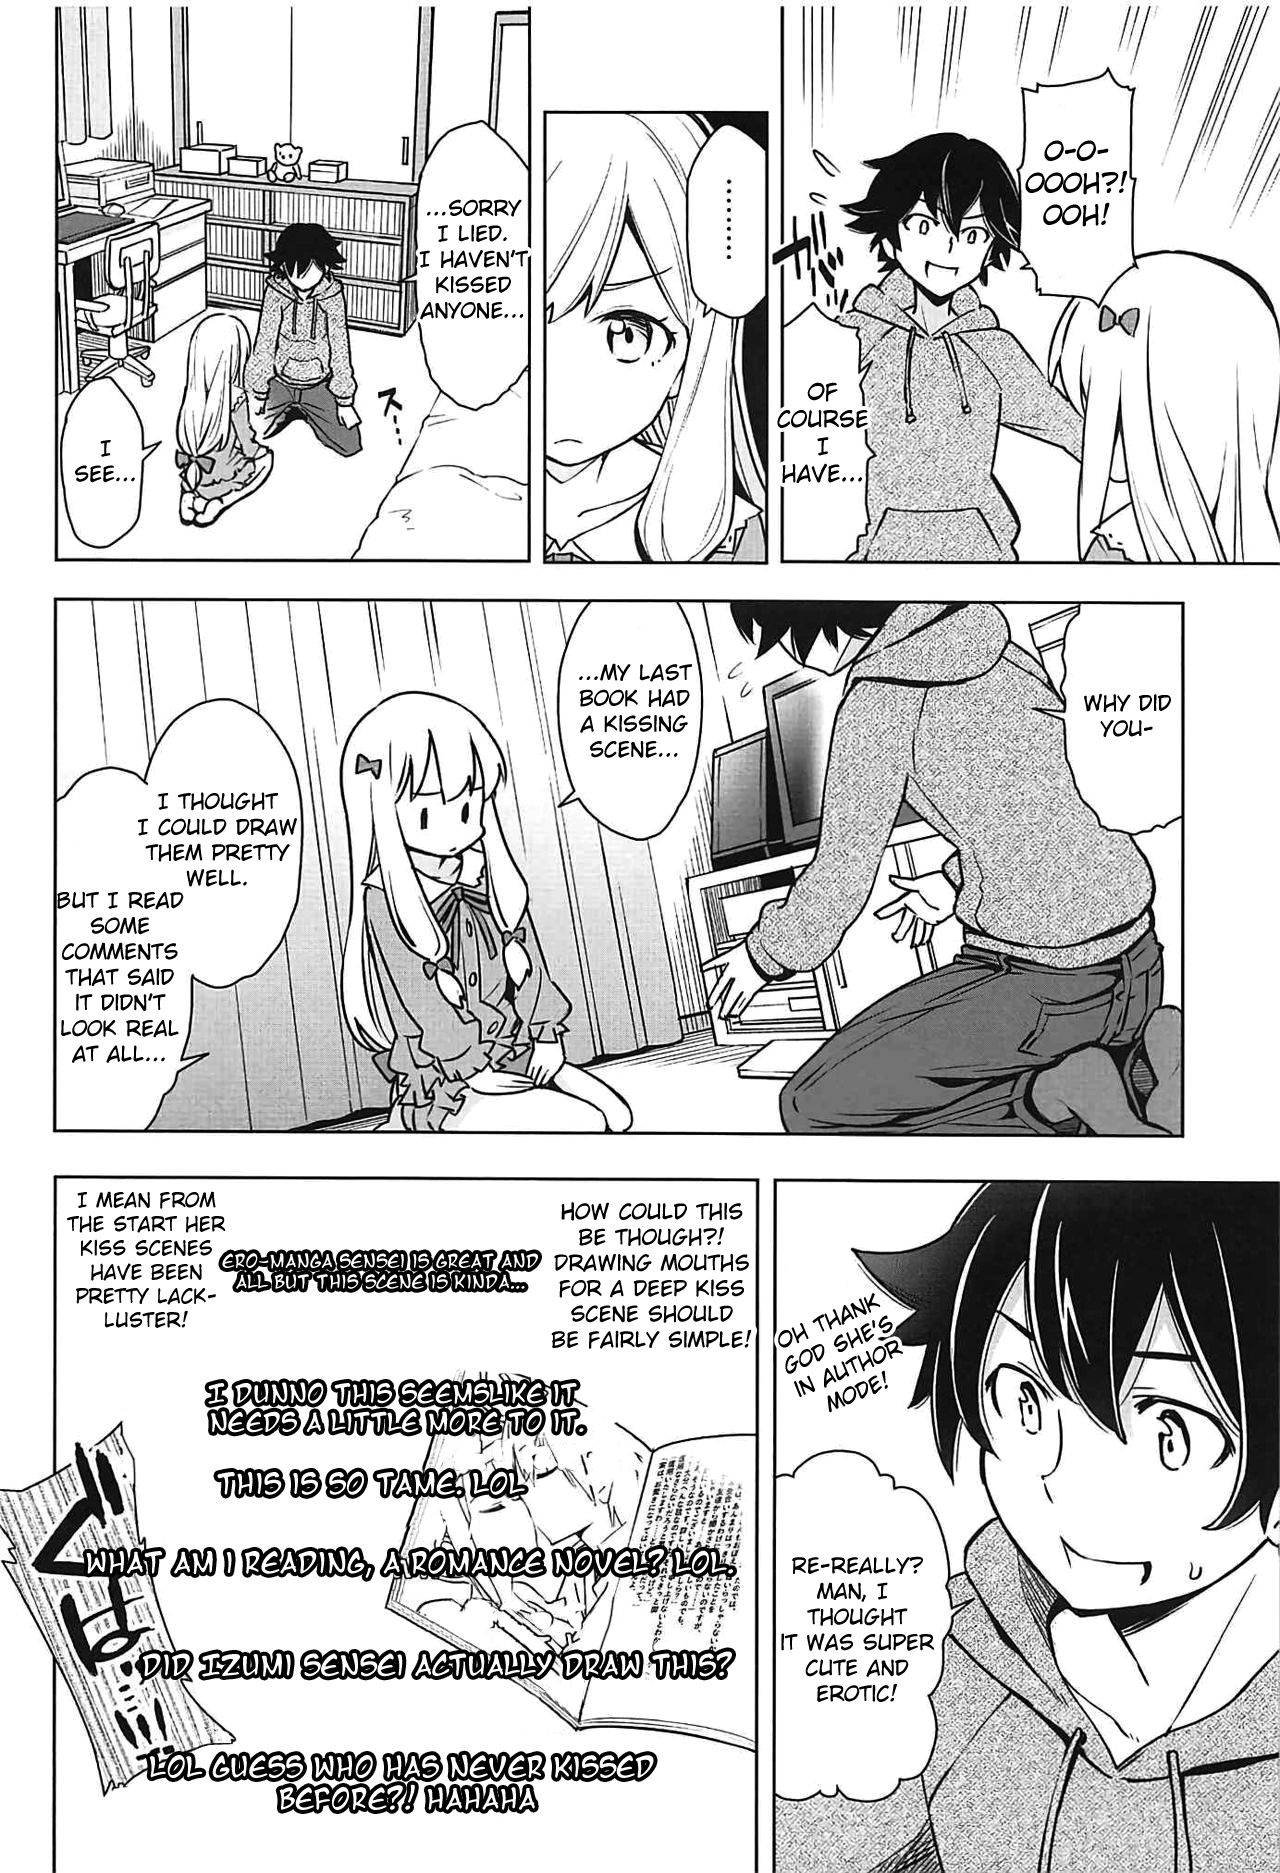 O-O-
OOOH?!
OOH!
OF
COURSE
I
HAVE...
...SORRY
I LIED.
I HAVEN'T
KISSED
ANYONE...
I
SEE...
ス...
WHY DID
YOU-
...MY LAST
BOOK HAD
A KISSING
SCENE...
I THOUGHT
I COULD DRAW
THEM PRETTY
WELL.
BUT I READ
SOME
COMMENTS
THAT SAID
IT DIDN'T
LOOK REAL
AT ALL...
OH THANK
GOD SHE'S
IN AUTHOR
MODE!
RE-REALLY?
MAN, I
THOUGHT
IT WAS SUPER
CUTE AND
EROTIC!
HOW COULD THIS
BE THOUGH?!
DRAWING MOUTHS
FOR A DEEP KISS
SCENE SHOULD
BE FAIRLY SIMPLE!
ERO-MANGA SENSEI IS GREAT AND
ALL BUT THIS SCENE IS KINDA...
I MEAN FROM
THE START HER
KISS SCENES
HAVE BEEN
PRETTY LACK-
LUSTER!
I DUNNO THIS SEEMSLIKE IT
NEEDS A LITTLE MORE TO IT.
THIS IS SO TAME. LOL
WHAT AM I READING, A ROMANCE NOVEL? LOL.
DID IZUMI SENSEI ACTUALLY DRAW THIS?
LOL GUESS WHO HAS NEVER KISSED
BEFORE?! HAHAHA